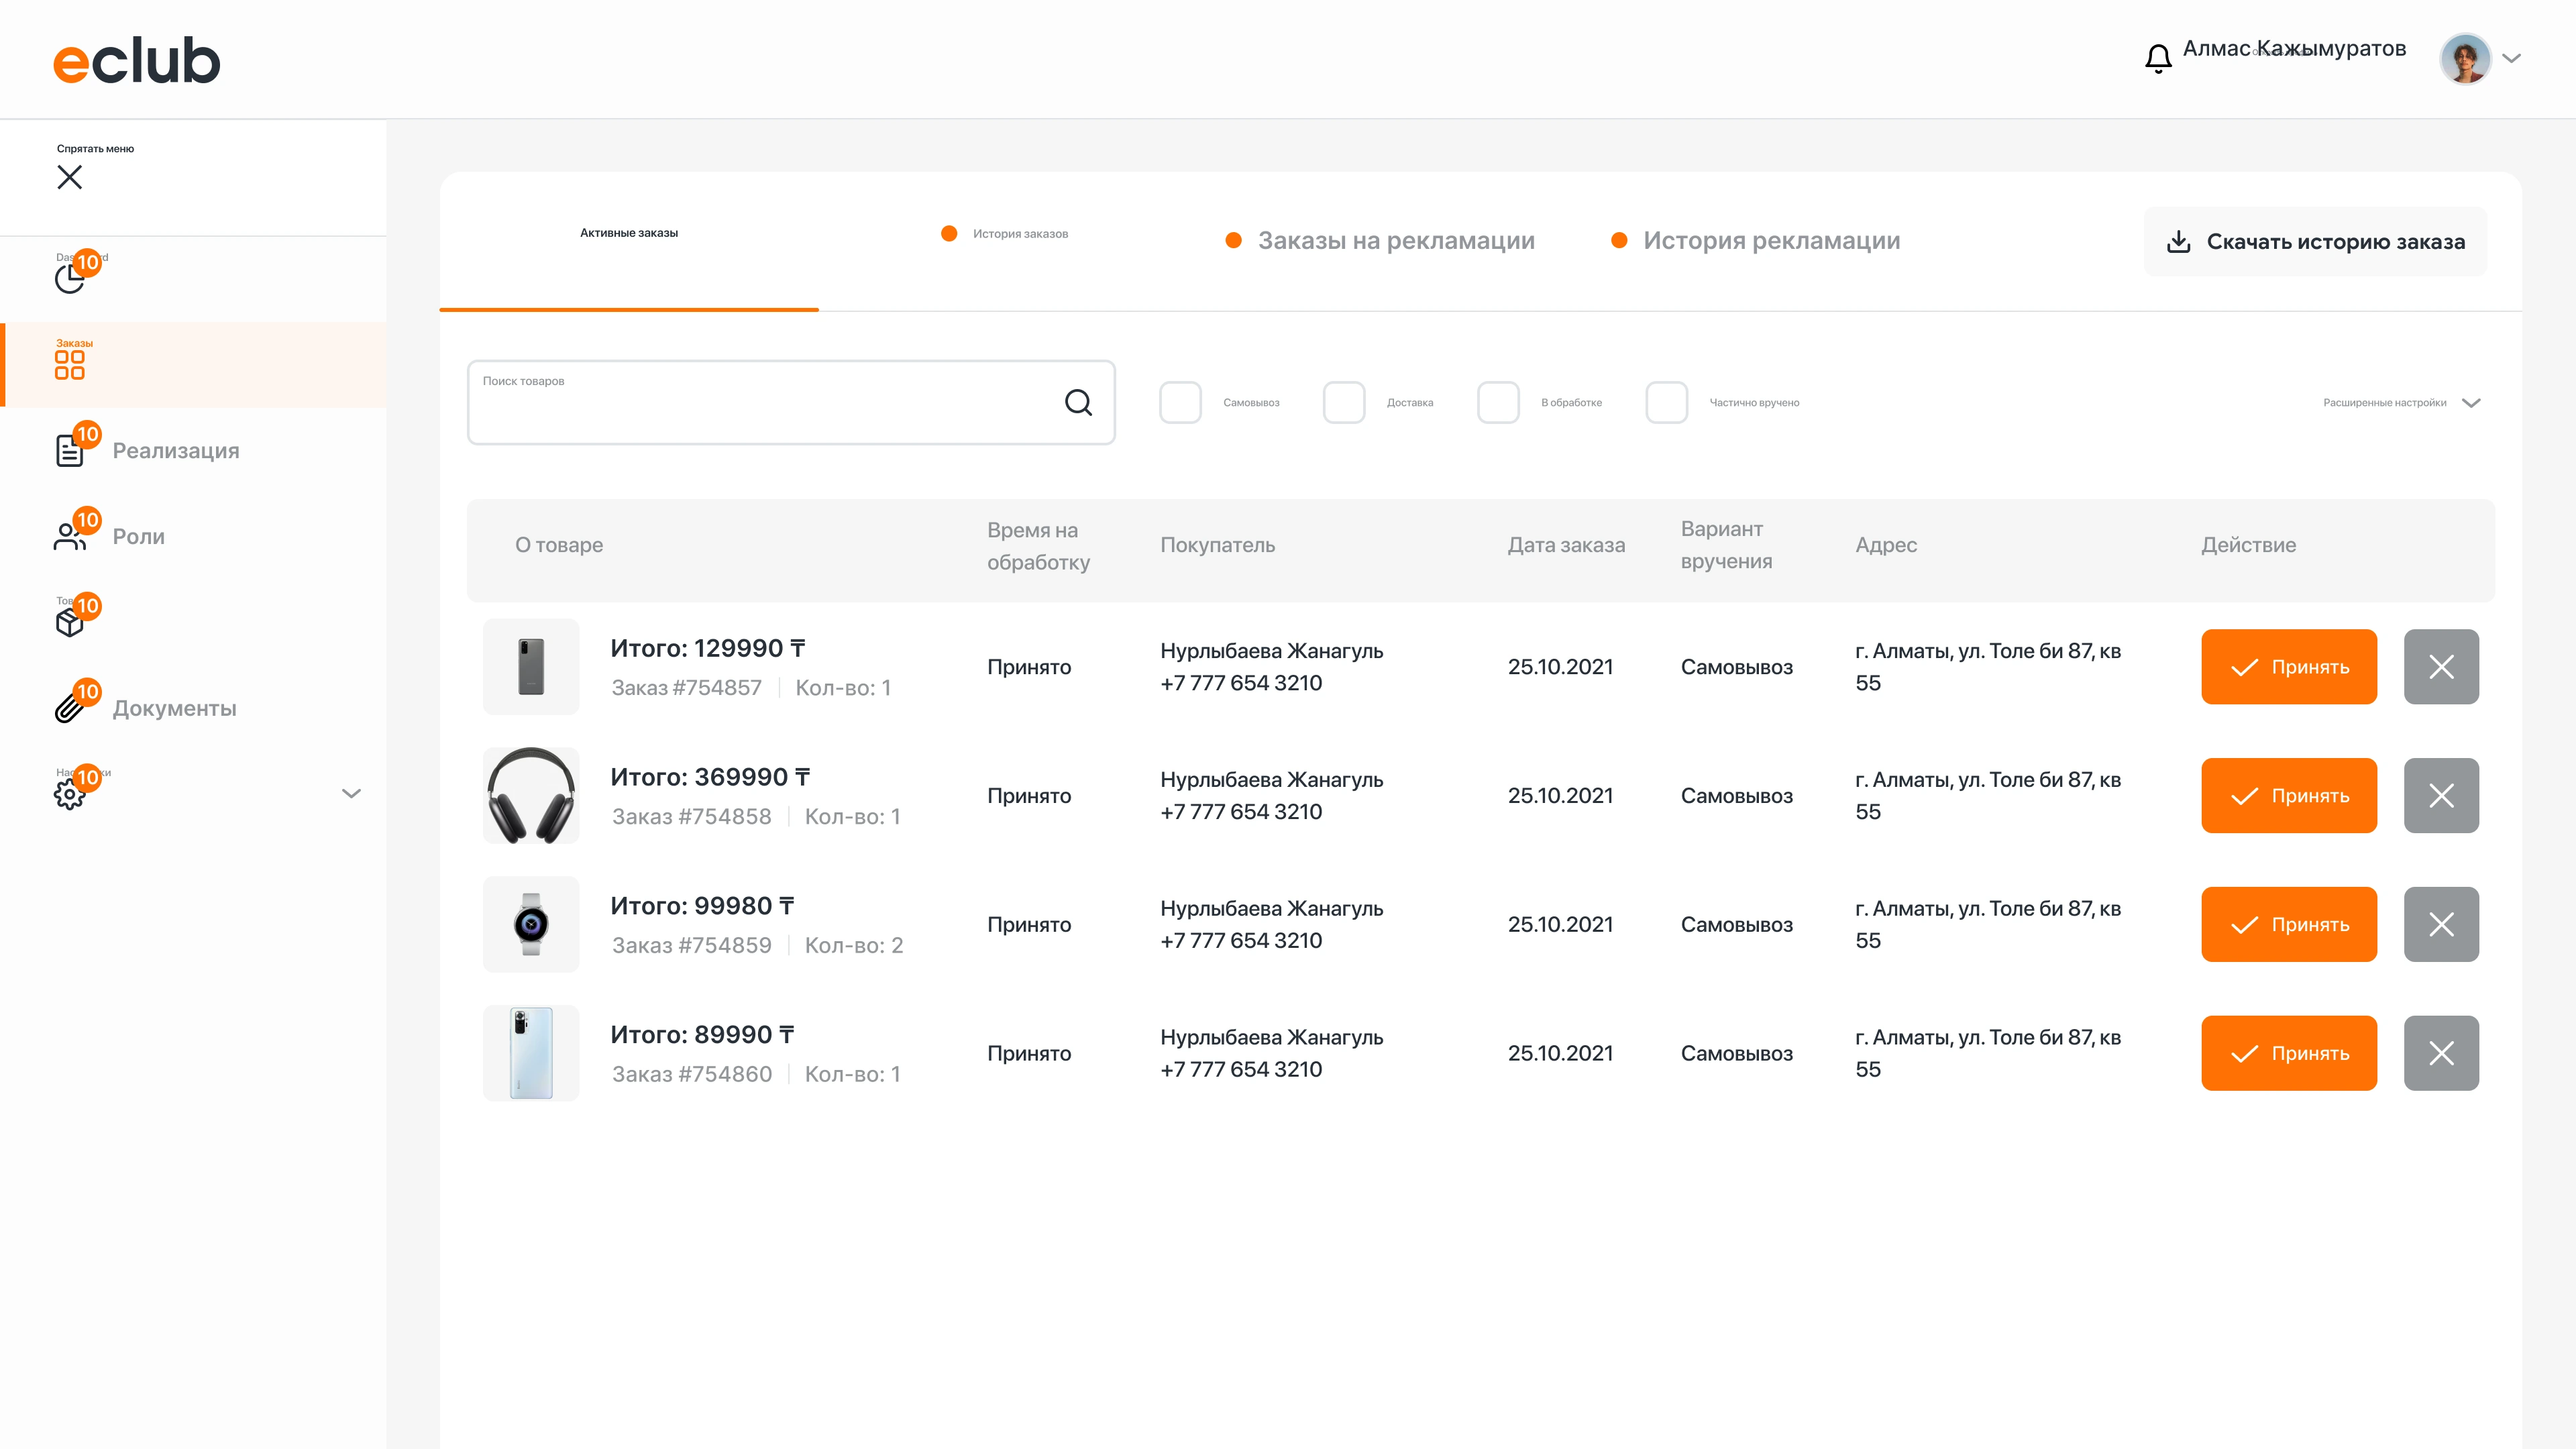 eclub
Алмас Кажымуратов
Спрятать меню
10
Заказы
10
Реализация
10
Роли
10
10
Документы
10
Активные заказы
История заказов
Заказы на рекламации
История рекламации
Скачать историю заказа
Поиск товаров
Самовывоз
Доставка
В обработке
Частично вручено
Расширенные настройки
О товаре
Время на
обработку
Покупатель
Дата заказа
Вариант
вручения
Адрес
Действие
Итого: 129990 ₸
Заказ #754857 Кол-во: 1
Принято
Нурлыбаева Жанагуль
+7 777 654 3210
25.10.2021
Самовывоз
г. Алматы, ул. Толе би 87, кв
55
Принять
Итого: 369990 ₸
Заказ #754858 Кол-во: 1
Принято
Нурлыбаева Жанагуль
+7 777 654 3210
25.10.2021
Самовывоз
г. Алматы, ул. Толе би 87, кв
55
Принять
Итого: 99980 ₸
Заказ #754859 Кол-во: 2
Принято
Нурлыбаева Жанагуль
+7 777 654 3210
25.10.2021
Самовывоз
г. Алматы, ул. Толе би 87, кв
55
Принять
Итого: 89990 ₸
Заказ #754860 Кол-во: 1
Принято
Нурлыбаева Жанагуль
+7 777 654 3210
25.10.2021
Самовывоз
г. Алматы, ул. Толе би 87, кв
55
Принять